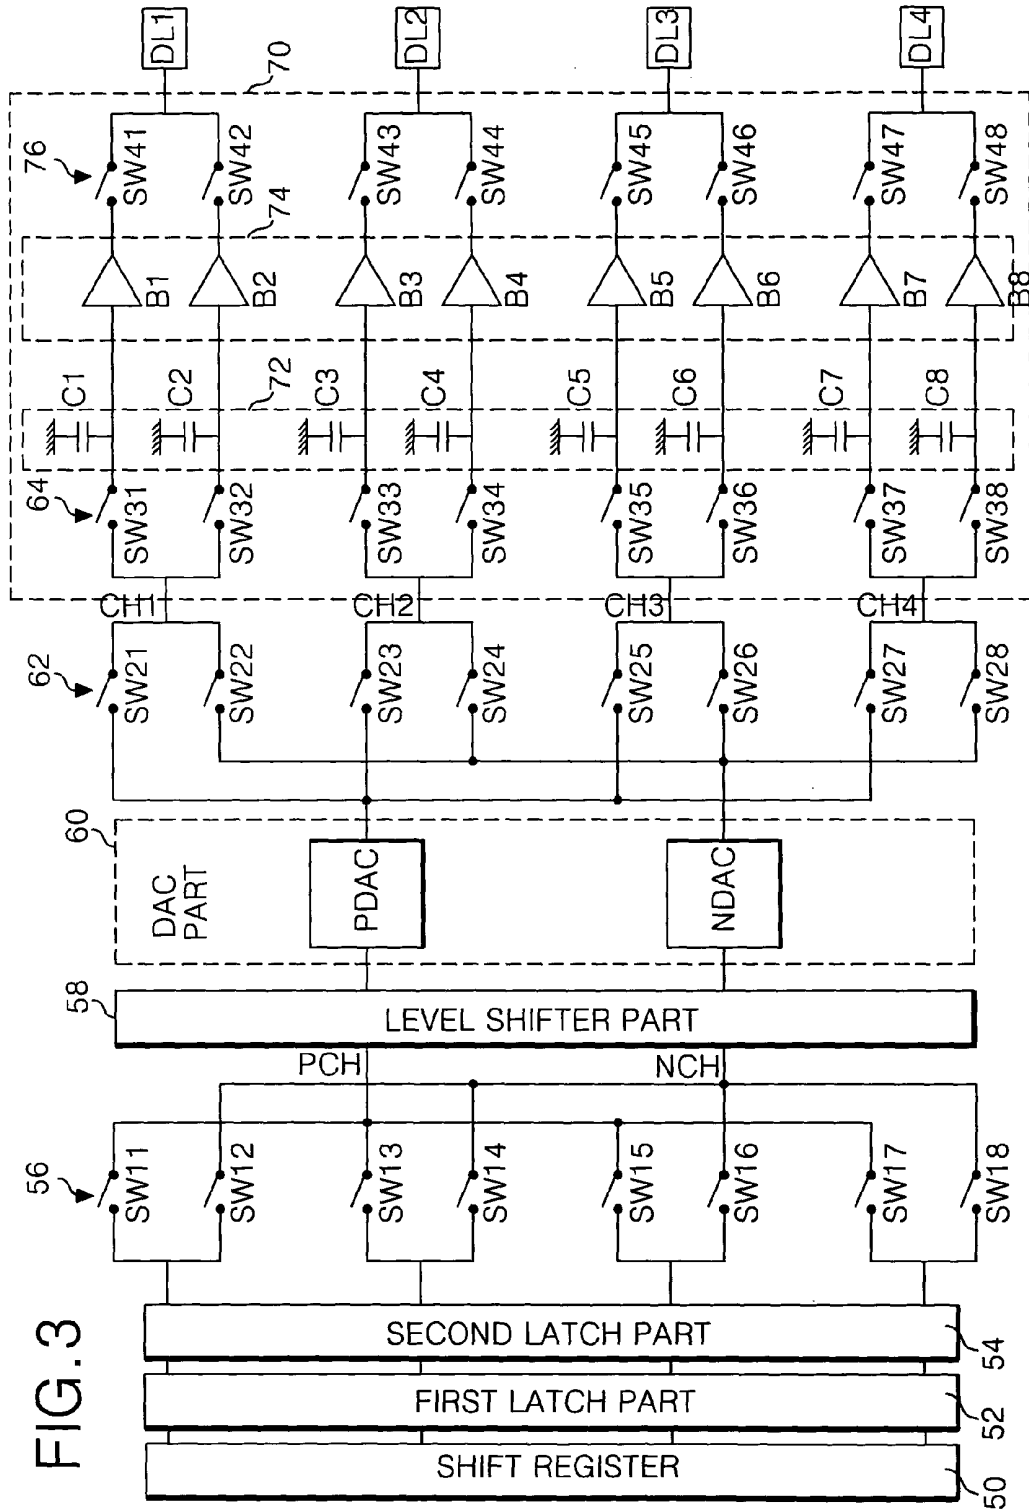 FIG.3
SHIFT REGISTER
50
FIRST LATCH PART
52
SECOND LATCH PART
54
56
SW11
SW12
SW13
SW14
SW15
SW16
SW17
SW18
PCH
NCH
58
LEVEL SHIFTER PART
60
DAC
PART
PDAC
NDAC
62
SW21
SW22
SW23
SW24
SW25
SW26
SW27
SW28
CH1
CH2
CH3
CH4
64
SW31
SW32
SW33
SW34
SW35
SW36
SW37
SW38
C1
C2
72
C3
C4
C5
C6
C7
C8
B1
B2
B3
B4
B5
B6
B7
B8
74
76
SW41
SW42
SW43
SW44
SW45
SW46
SW47
SW48
70
DL1
DL2
DL3
DL4